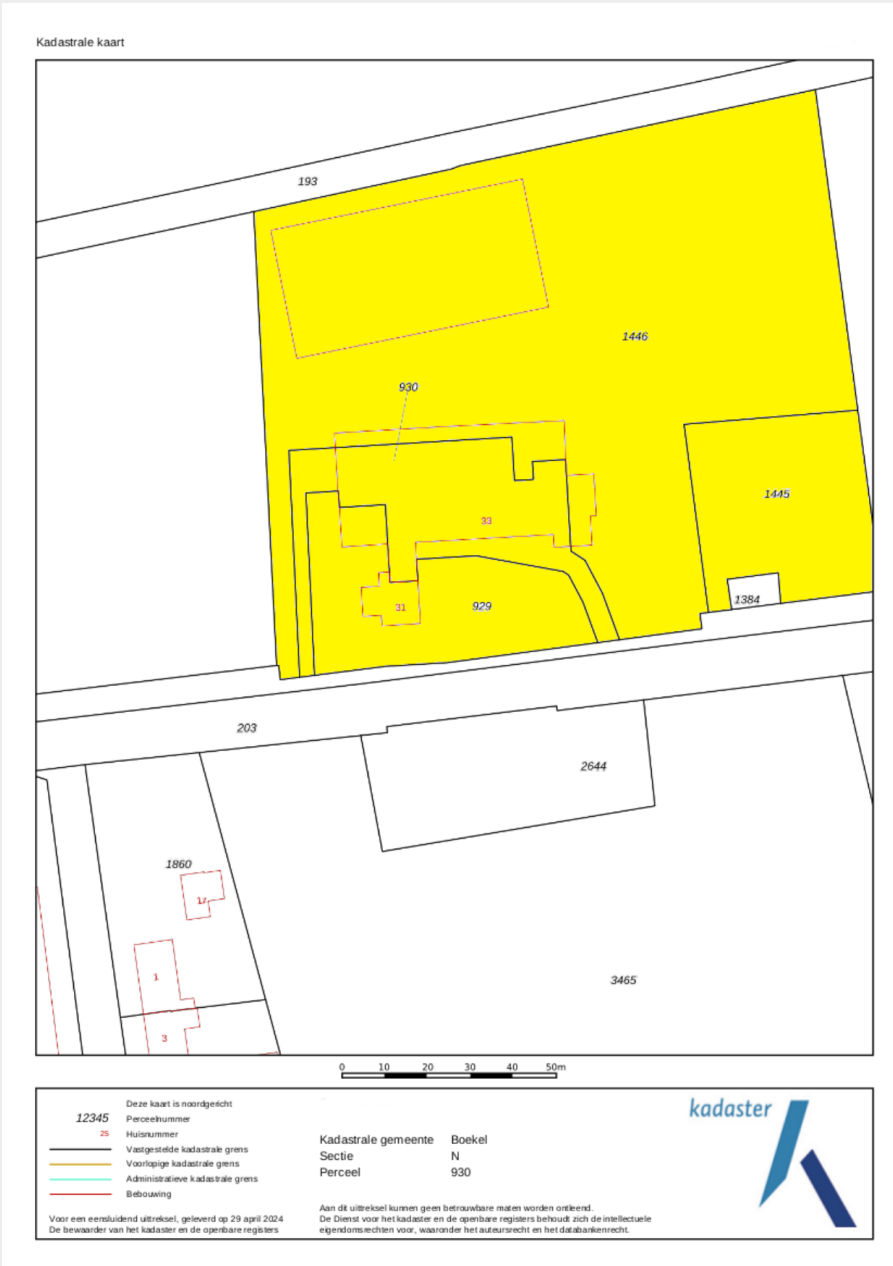 Kadastrale kaart
193
1446
930
1445
33
1384
31
929
203
2644
1860
12
1
3465
3
0 10 20 30 40 50m
Deze kaart is noordgericht
12345 Perceelnummer
25 Huisnummer
Vastgestelde kadastrale grens
Voorlopige kadastrale grens
Administratieve kadastrale grens
Bebouwing
Voor een eensluidend uittreksel, geleverd op 29 april 2024
De bewaarder van het kadaster en de openbare registers
Kadastrale gemeente Boekel
Sectie N
Perceel 930
Aan dit uittreksel kunnen geen betrouwbare maten worden ontleend.
De Dienst voor het kadaster en de openbare registers behoudt zich de intellectuele
eigendomsrechten voor, waaronder het auteursrecht en het databankenrecht.
kadaster